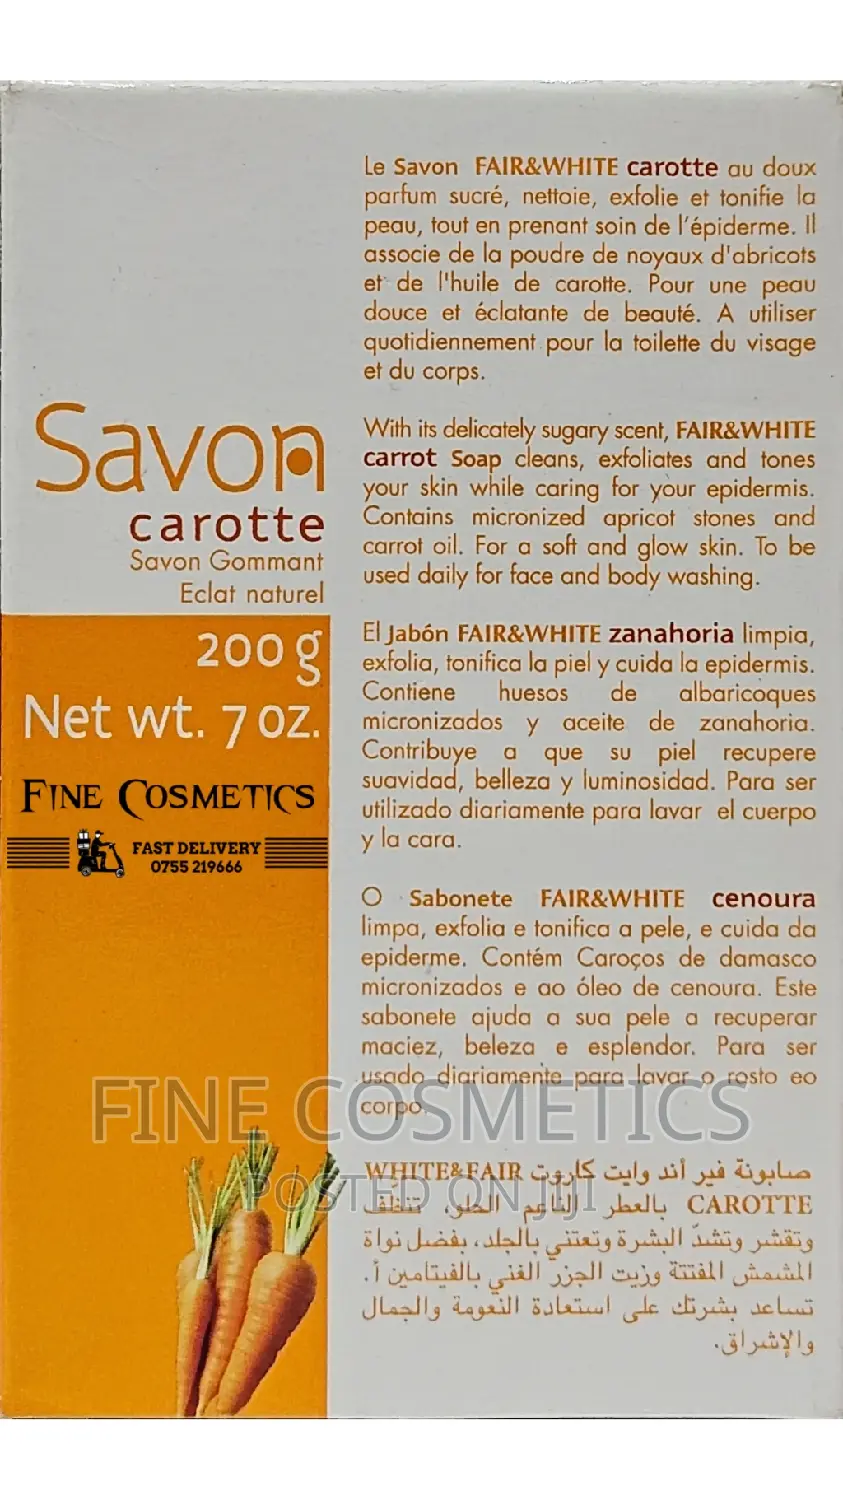 Savon
carotte
Savon Gommant
Eclat naturel
200 g
Net wt. 7 oz.
FINE COSMETICS
FAST DELIVERY
0755 219666
Le Savon FAIR&WHITE carotte au doux
parfum sucré, nettoie, exfolie et tonifie la
peau, tout en prenant soin de l'épiderme. Il
associe de la poudre de noyaux d'abricots
et de l'huile de carotte. Pour une peau
douce et éclatante de beauté. A utiliser
quotidiennement pour la toilette du visage
et du corps.
With its delicately sugary scent, FAIR&WHITE
carrot Soap cleans, exfoliates and tones
your skin while caring for your epidermis.
Contains micronized apricot stones and
carrot oil. For a soft and glow skin. To be
used daily for face and body washing.
El Jabón FAIR&WHITE zanahoria limpia,
exfolia, tonifica la piel y cuida la epidermis.
Contiene huesos de albaricoques
micronizados y aceite de zanahoria.
Contribuye a que su piel recupere
suavidad, belleza y luminosidad. Para ser
utilizado diariamente para lavar el cuerpo
y la cara.
O Sabonete FAIR&WHITE cenoura
limpa, exfolia e tonifica a pele, e cuida da
epiderme. Contém Caroços de damasco
micronizados e ao óleo de cenoura. Este
sabonete ajuda a sua pele a recuperar
maciez, beleza e esplendor. Para ser
usado diariamente para lavar o rosto eo
corpo.
FINE COSMETICS
POSTED ON JIJI
صابونة فير أند وايت كاروت WHITE&FAIR
CAROTTE بالعطر الناعم الحلو، تنظّف
وتقشر وتشدّ البشرة وتعتني بالجلد، بفضل نواة
المشمش المفتتة وزيت الجزر الغني بالفيتامين أ.
تساعد بشرتك على استعادة النعومة والجمال
والإشراق.